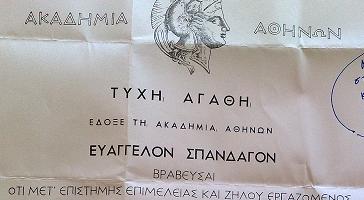 ΑΚΑΔΗΜΙΑ ΑΘΗΝΩΝ
ΤΥΧΗι ΑΓΑΘΗι
ΕΔΟΞΕ ΤΗι ΑΚΑΔΗΜΙΑι ΑΘΗΝΩΝ
ΕΥΑΓΓΕΛΟΝ ΣΠΑΝΔΑΓΟΝ
ΒΡΑΒΕΥΣΑΙ
ΟΤΙ ΜΕΤ' ΕΠΙΣΤΗΜΗΣ ΕΠΙΜΕΛΕΙΑΣ ΚΑΙ ΖΗΛΟΥ ΕΡΓΑΖΟΜΕΝΟΣ